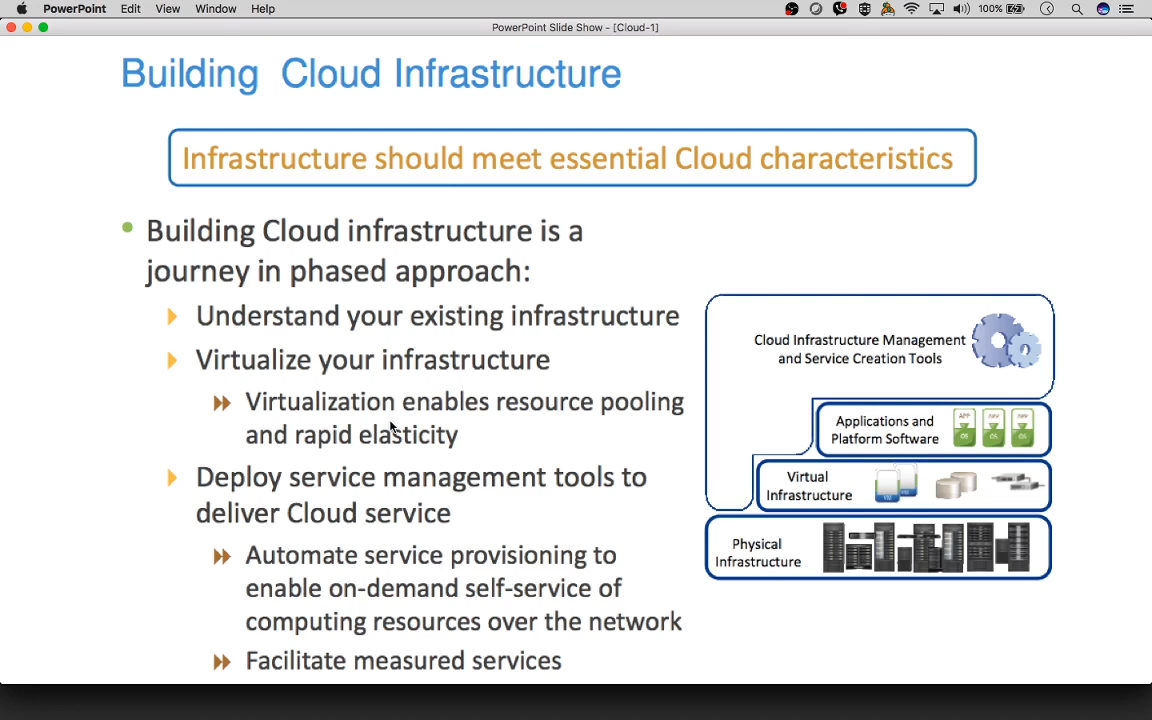 PowerPoint Edit View Window Help 100%
PowerPoint Slide Show - [Cloud-1]
Building Cloud Infrastructure
Infrastructure should meet essential Cloud characteristics
Building Cloud infrastructure is a
journey in phased approach:
Understand your existing infrastructure
Virtualize your infrastructure
Virtualization enables resource pooling
and rapid elasticity
Deploy service management tools to
deliver Cloud service
Automate service provisioning to
enable on-demand self-service of
computing resources over the network
Facilitate measured services
Cloud Infrastructure Management
and Service Creation Tools
Applications and
Platform Software
APP
OS
OS
OS
Virtual
Infrastructure
Physical
Infrastructure